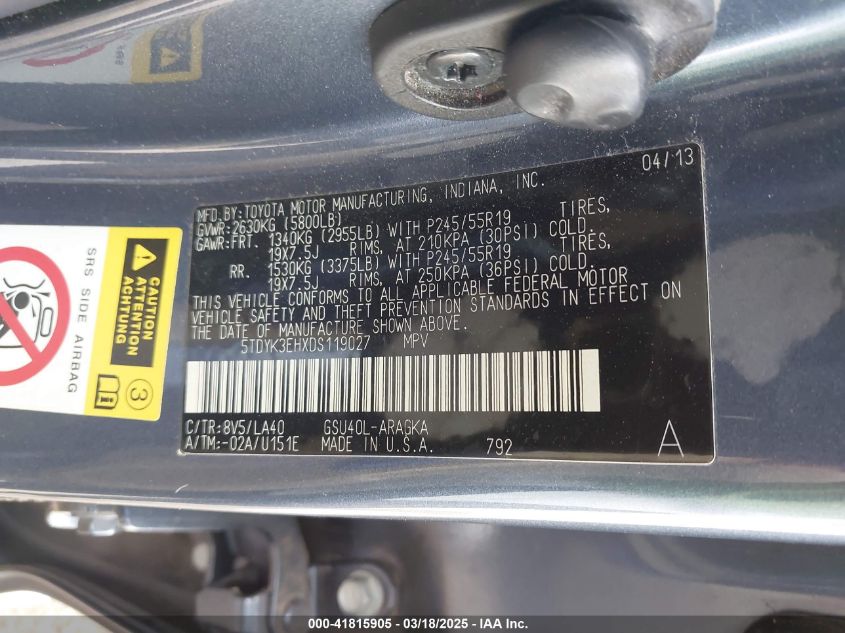 04/13
MFD.BY:TOYOTA MOTOR MANUFACTURING, INDIANA, INC.
GVWR:2630KG (5800LB)
GAWR:FRT. 1340KG (2955LB) WITH P245/55R19 TIRES,
19X7.5J RIMS, AT 210KPA (30PSI) COLD.
RR. 1530KG (3375LB) WITH P245/55R19 TIRES,
19X7.5J RIMS, AT 250KPA (36PSI) COLD.
THIS VEHICLE CONFORMS TO ALL APPLICABLE FEDERAL MOTOR
VEHICLE SAFETY AND THEFT PREVENTION STANDARDS IN EFFECT ON
THE DATE OF MANUFACTURE SHOWN ABOVE.
5TDYK3EHXDS119027 MPV
C/TR:8V5/LA40 GSU40L-ARAGKA
A/TM:-02A/U151E MADE IN U.S.A. 792 A
SRS SIDE AIRBAG
CAUTION
ATTENTION
ACHTUNG
3
000-41815905 - 03/18/2025 - IAA Inc.